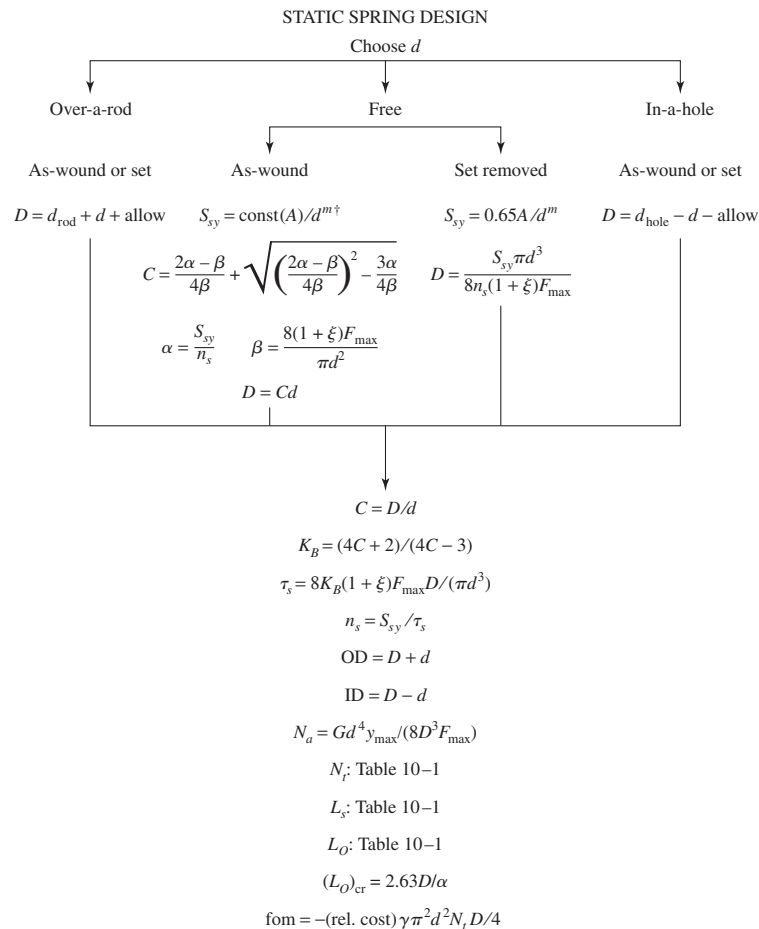 STATIC SPRING DESIGN
Choose d
Over-a-rod Free In-a-hole
As-wound or set As-wound Set removed As-wound or set
D = d_rod + d + allow S_sy = const(A)/d^m† S_sy = 0.65A/d^m D = d_hole − d − allow
C = (2α − β)/(4β) + √(((2α − β)/(4β))^2 − 3α/(4β)) D = S_sy πd^3/(8n_s(1 + ξ)F_max)
α = S_sy/n_s β = 8(1 + ξ)F_max/(πd^2)
D = Cd
C = D/d
K_B = (4C + 2)/(4C − 3)
τ_s = 8K_B(1 + ξ)F_max D/(πd^3)
n_s = S_sy/τ_s
OD = D + d
ID = D − d
N_a = Gd^4 y_max/(8D^3 F_max)
N_t: Table 10–1
L_s: Table 10–1
L_O: Table 10–1
(L_O)_cr = 2.63D/α
fom = −(rel. cost) γπ^2 d^2 N_t D/4